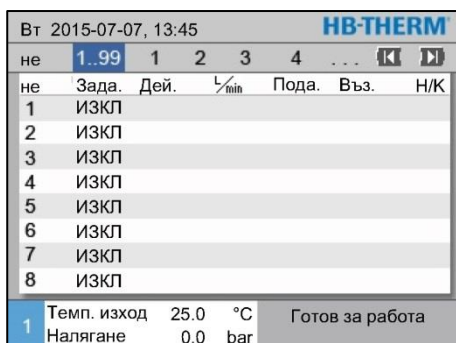 Вт 2015-07-07, 13:45 HB-THERM
не 1..99 1 2 3 4 ...
не Зада. Дей. L/min Пода. Въз. Н/К
1 ИЗКЛ
2 ИЗКЛ
3 ИЗКЛ
4 ИЗКЛ
5 ИЗКЛ
6 ИЗКЛ
7 ИЗКЛ
8 ИЗКЛ
1 Темп. изход 25.0 °C Готов за работа
Налягане 0.0 bar